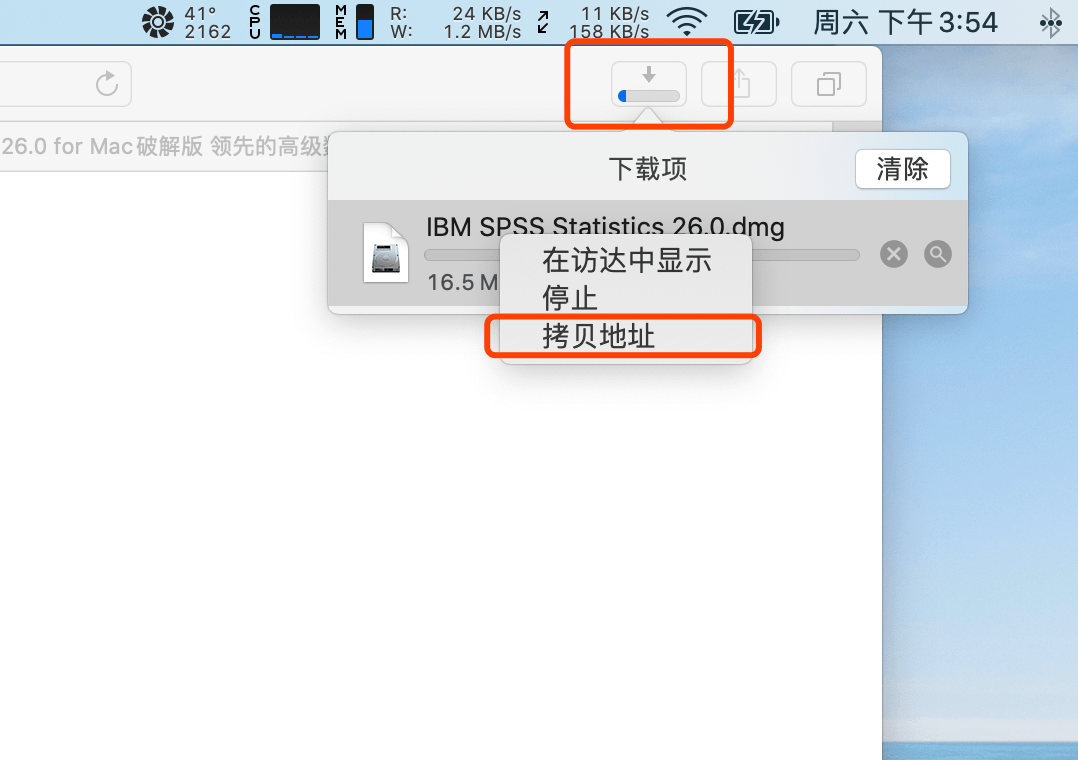 41°
2162
CPU
MEM
R:
W:
24 KB/s
1.2 MB/s
11 KB/s
158 KB/s
周六 下午 3:54
26.0 for Mac破解版 领先的高级
下载项
清除
IBM SPSS Statistics 26.0.dmg
16.5 M
在访达中显示
停止
拷贝地址